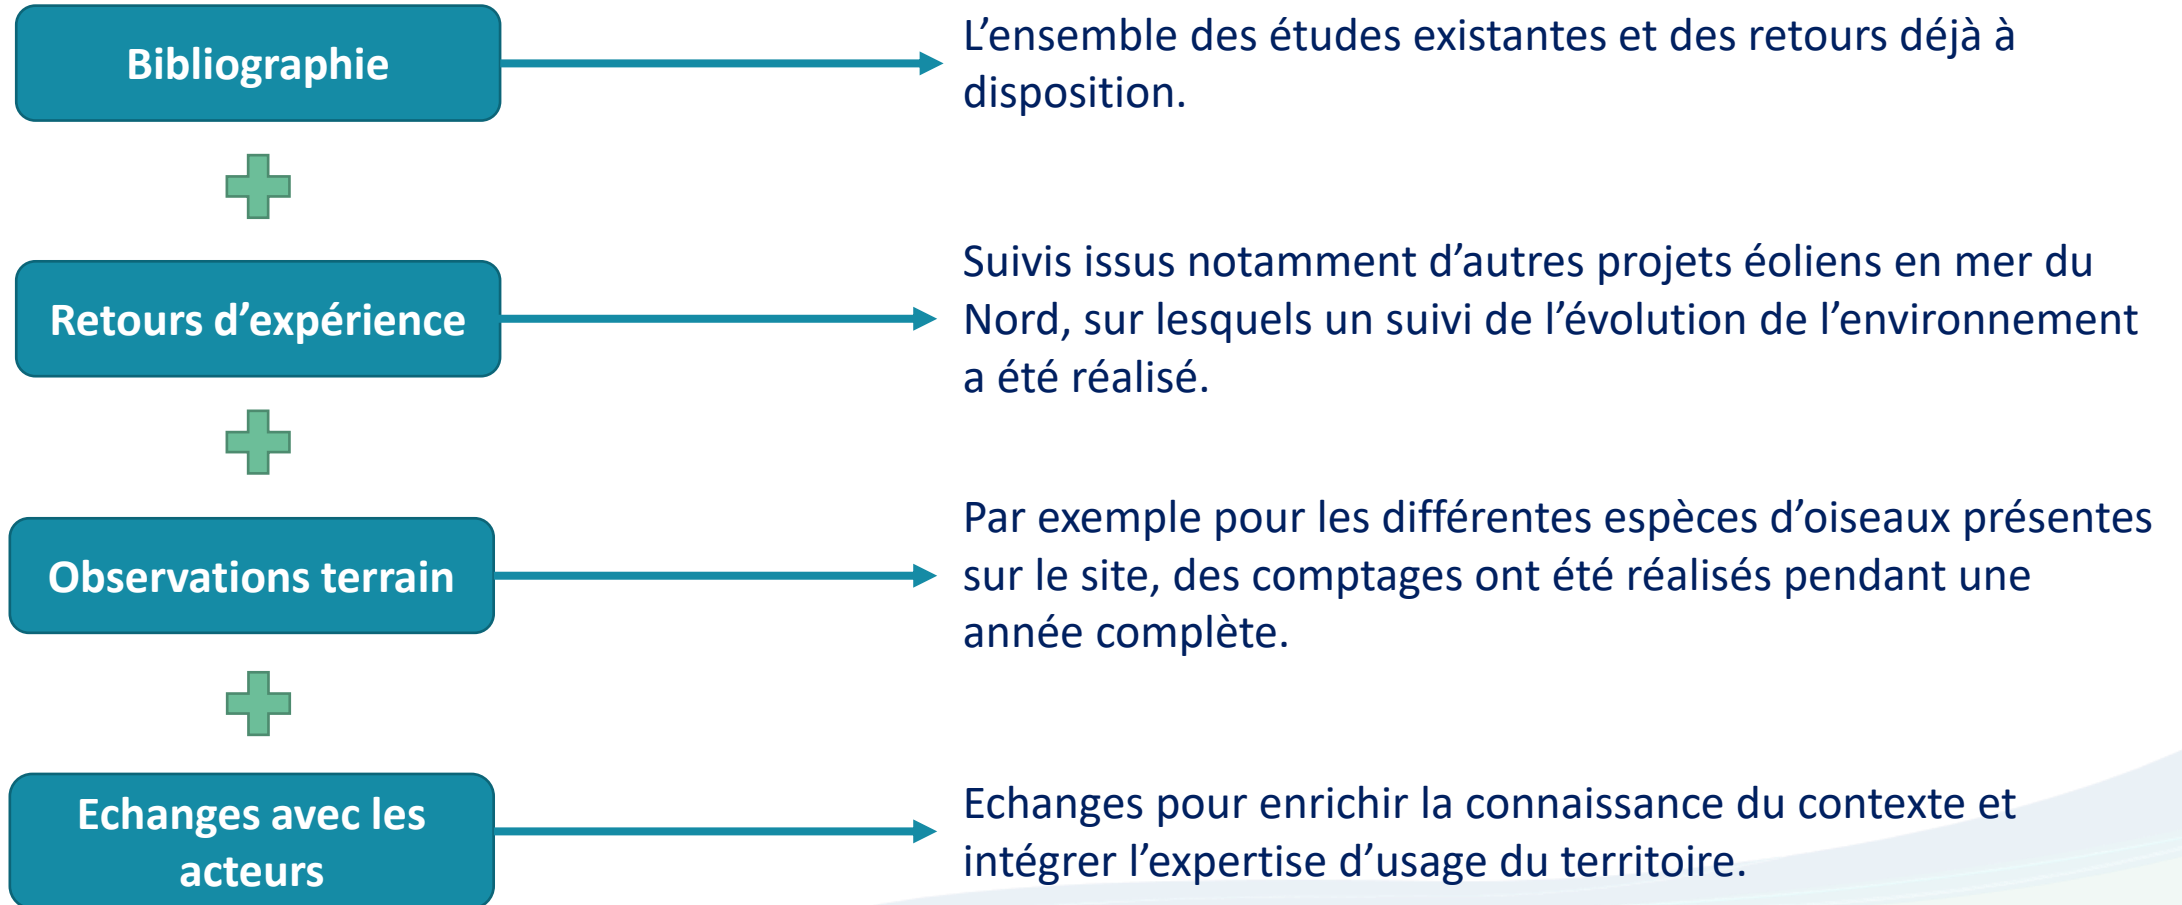 Bibliographie
L’ensemble des études existantes et des retours déjà à
disposition.
Retours d’expérience
Suivis issus notamment d’autres projets éoliens en mer du
Nord, sur lesquels un suivi de l’évolution de l’environnement
a été réalisé.
Observations terrain
Par exemple pour les différentes espèces d’oiseaux présentes
sur le site, des comptages ont été réalisés pendant une
année complète.
Echanges avec les
acteurs
Echanges pour enrichir la connaissance du contexte et
intégrer l’expertise d’usage du territoire.